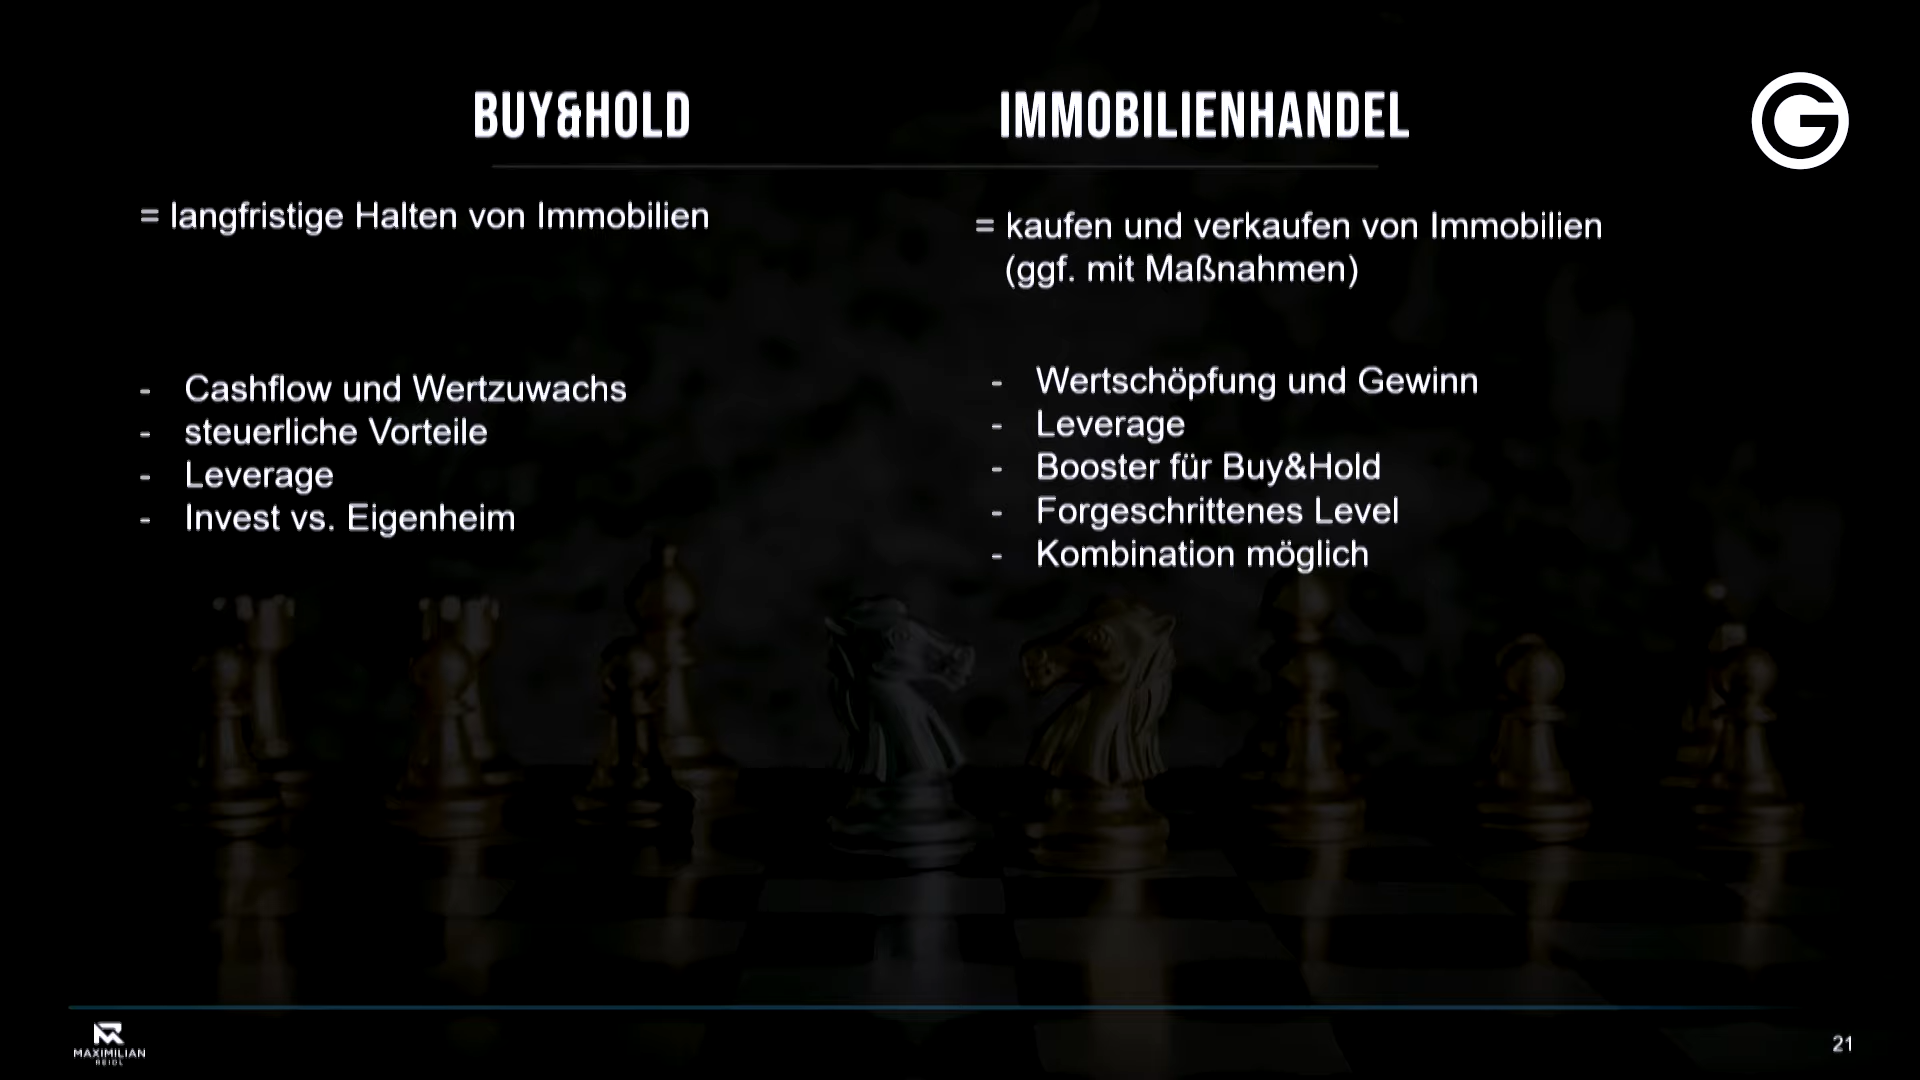 BUY&HOLD
= langfristige Halten von Immobilien
- Cashflow und Wertzuwachs
- steuerliche Vorteile
- Leverage
- Invest vs. Eigenheim
IMMOBILIENHANDEL
= kaufen und verkaufen von Immobilien
(ggf. mit Maßnahmen)
- Wertschöpfung und Gewinn
- Leverage
- Booster für Buy&Hold
- Forgeschrittenes Level
- Kombination möglich
G
MAXIMILIAN
REIDL
21